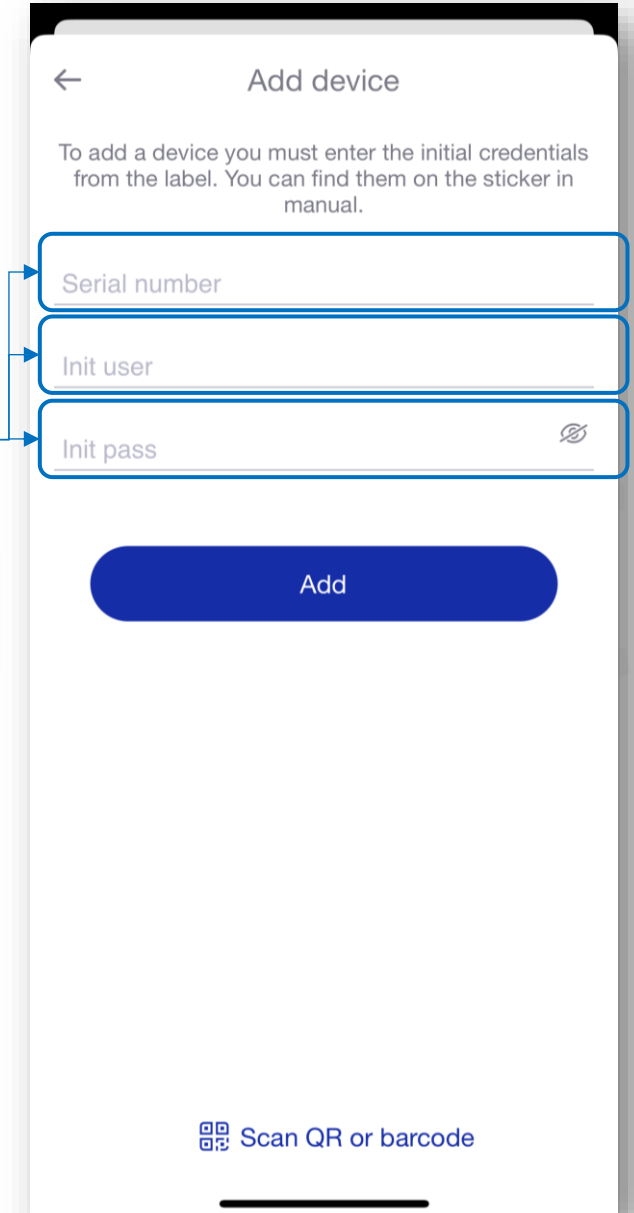 Add device
To add a device you must enter the initial credentials
from the label. You can find them on the sticker in
manual.
Serial number
Init user
Init pass
Add
Scan QR or barcode